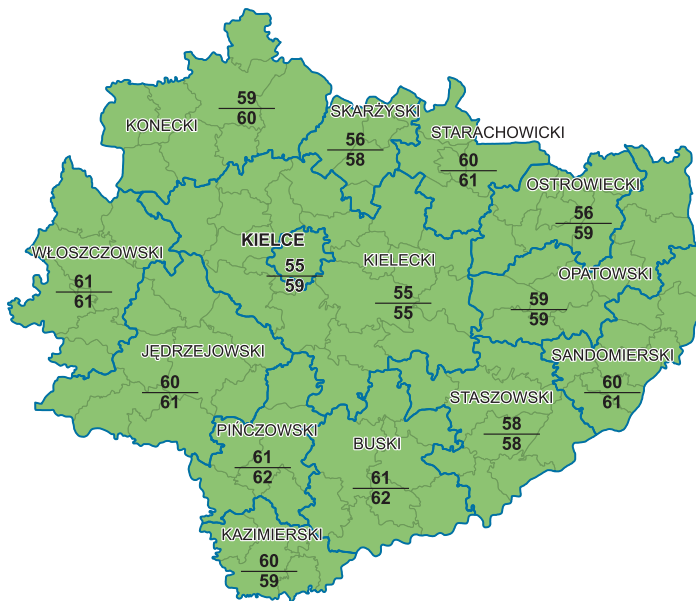 59
60
KONECKI
SKARŻYSKI
56
58
STARACHOWICKI
60
61
OSTROWIECKI
56
59
WŁOSZCZOWSKI
61
61
KIELCE
55
59
KIELECKI
55
55
OPATOWSKI
59
59
JĘDRZEJOWSKI
60
61
SANDOMIERSKI
60
61
STASZOWSKI
58
58
PIŃCZOWSKI
61
62
BUSKI
61
62
KAZIMIERSKI
60
59